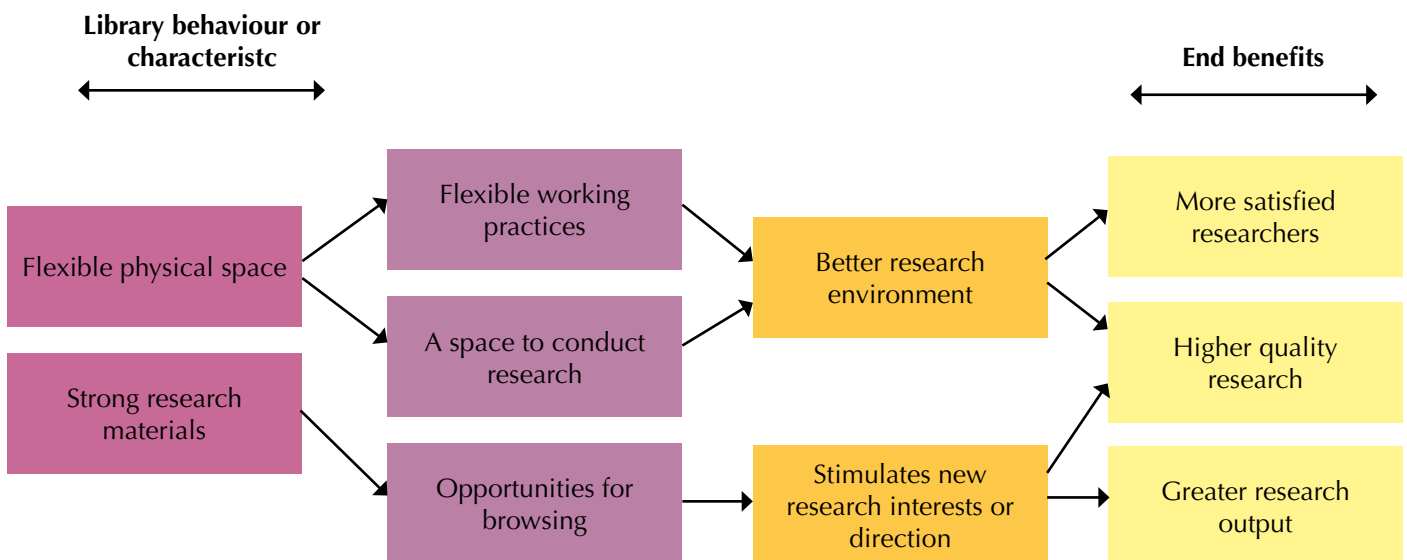 Library behaviour or
characteristc
End benefits
Flexible physical space
Strong research
materials
Flexible working
practices
A space to conduct
research
Opportunities for
browsing
Better research
environment
Stimulates new
research interests or
direction
More satisfied
researchers
Higher quality
research
Greater research
output